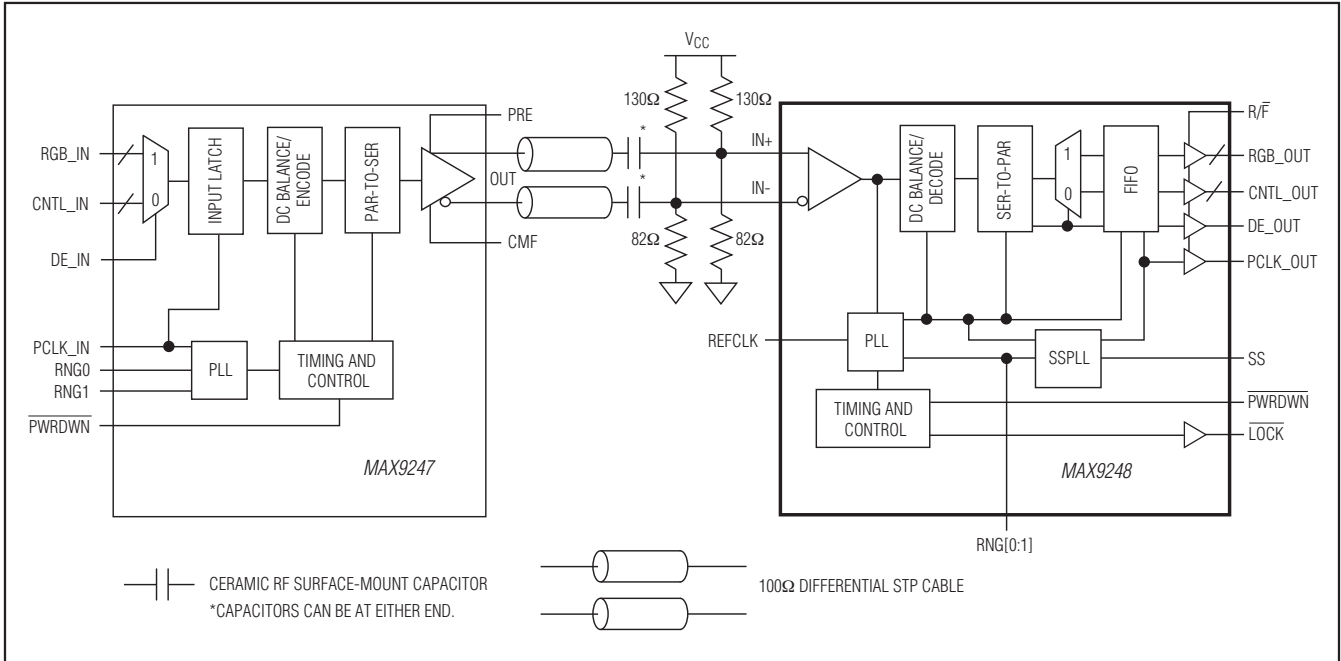 VCC
130Ω
130Ω
PRE
OUT
CMF
*
*
82Ω
82Ω
RGB_IN
CNTL_IN
DE_IN
PCLK_IN
RNG0
RNG1
PWRDWN
1
0
INPUT LATCH
DC BALANCE/
ENCODE
PAR-TO-SER
PLL
TIMING AND
CONTROL
MAX9247
IN+
IN-
REFCLK
DC BALANCE/
DECODE
SER-TO-PAR
1
0
FIFO
PLL
SSPLL
TIMING AND
CONTROL
R/F
RGB_OUT
CNTL_OUT
DE_OUT
PCLK_OUT
SS
PWRDWN
LOCK
MAX9248
RNG[0:1]
CERAMIC RF SURFACE-MOUNT CAPACITOR
*CAPACITORS CAN BE AT EITHER END.
100Ω DIFFERENTIAL STP CABLE